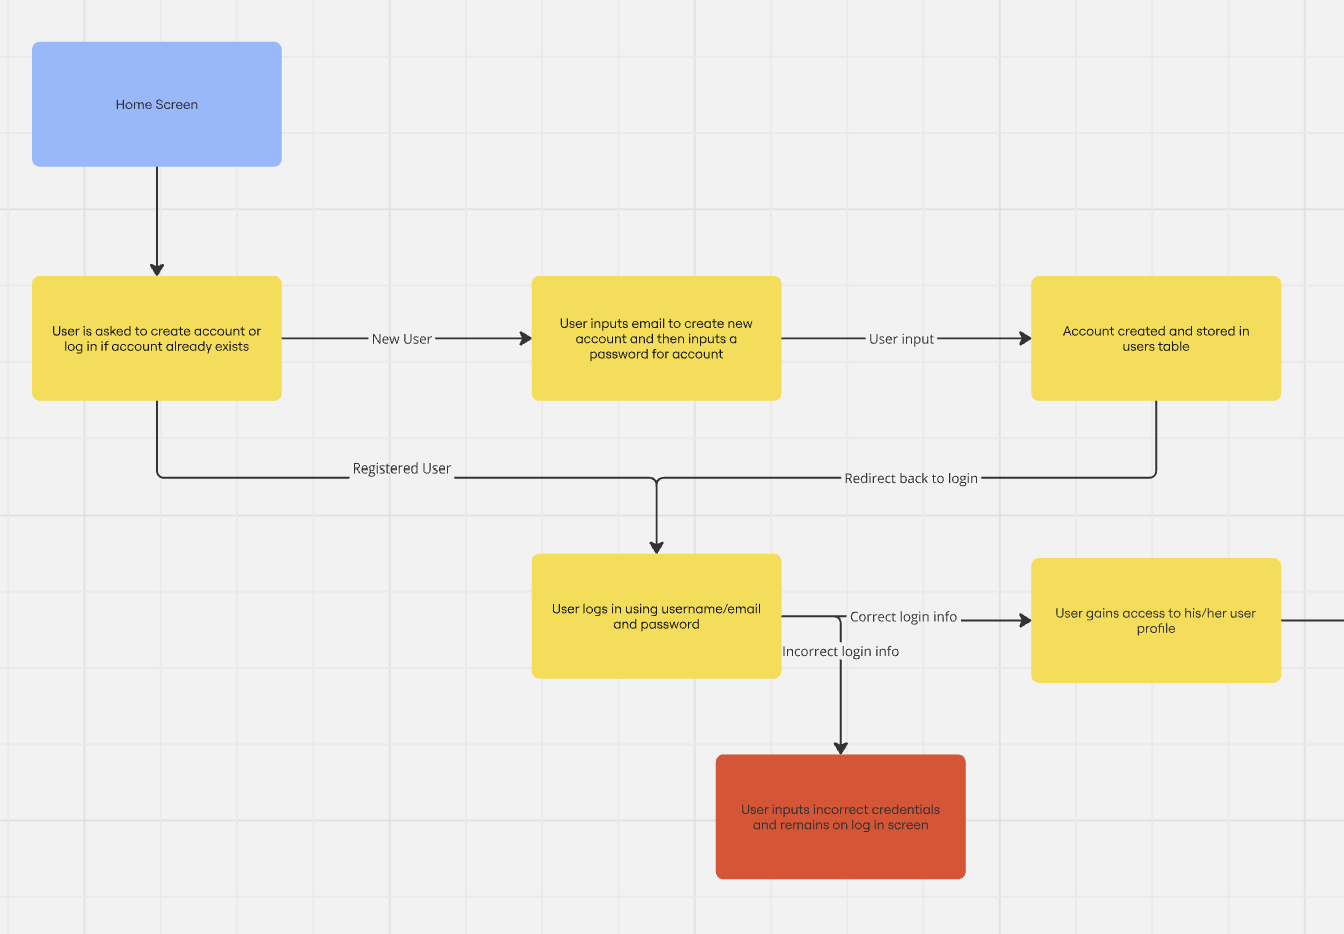 Home Screen
User is asked to create account or
log in if account already exists
New User
User inputs email to create new
account and then inputs a
password for account
User input
Account created and stored in
users table
Registered User
Redirect back to login
User logs in using username/email
and password
Correct login info
Incorrect login info
User gains access to his/her user
profile
User inputs incorrect credentials
and remains on log in screen